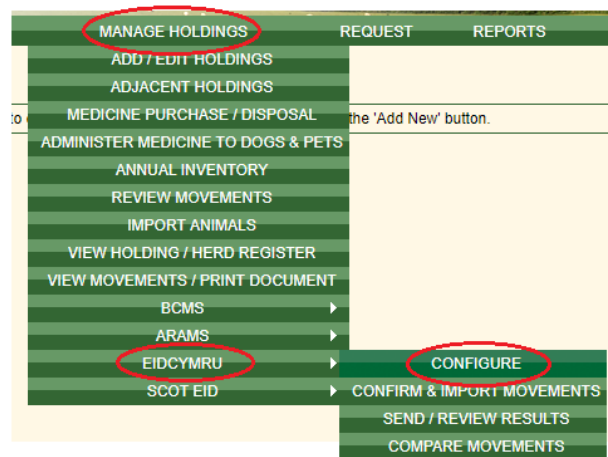 MANAGE HOLDINGS REQUEST REPORTS
ADD / EDIT HOLDINGS
ADJACENT HOLDINGS
to
MEDICINE PURCHASE / DISPOSAL
the 'Add New' button.
ADMINISTER MEDICINE TO DOGS & PETS
ANNUAL INVENTORY
REVIEW MOVEMENTS
IMPORT ANIMALS
VIEW HOLDING / HERD REGISTER
VIEW MOVEMENTS / PRINT DOCUMENT
BCMS
ARAMS
EIDCYMRU
CONFIGURE
SCOT EID
CONFIRM & IMPORT MOVEMENTS
SEND / REVIEW RESULTS
COMPARE MOVEMENTS